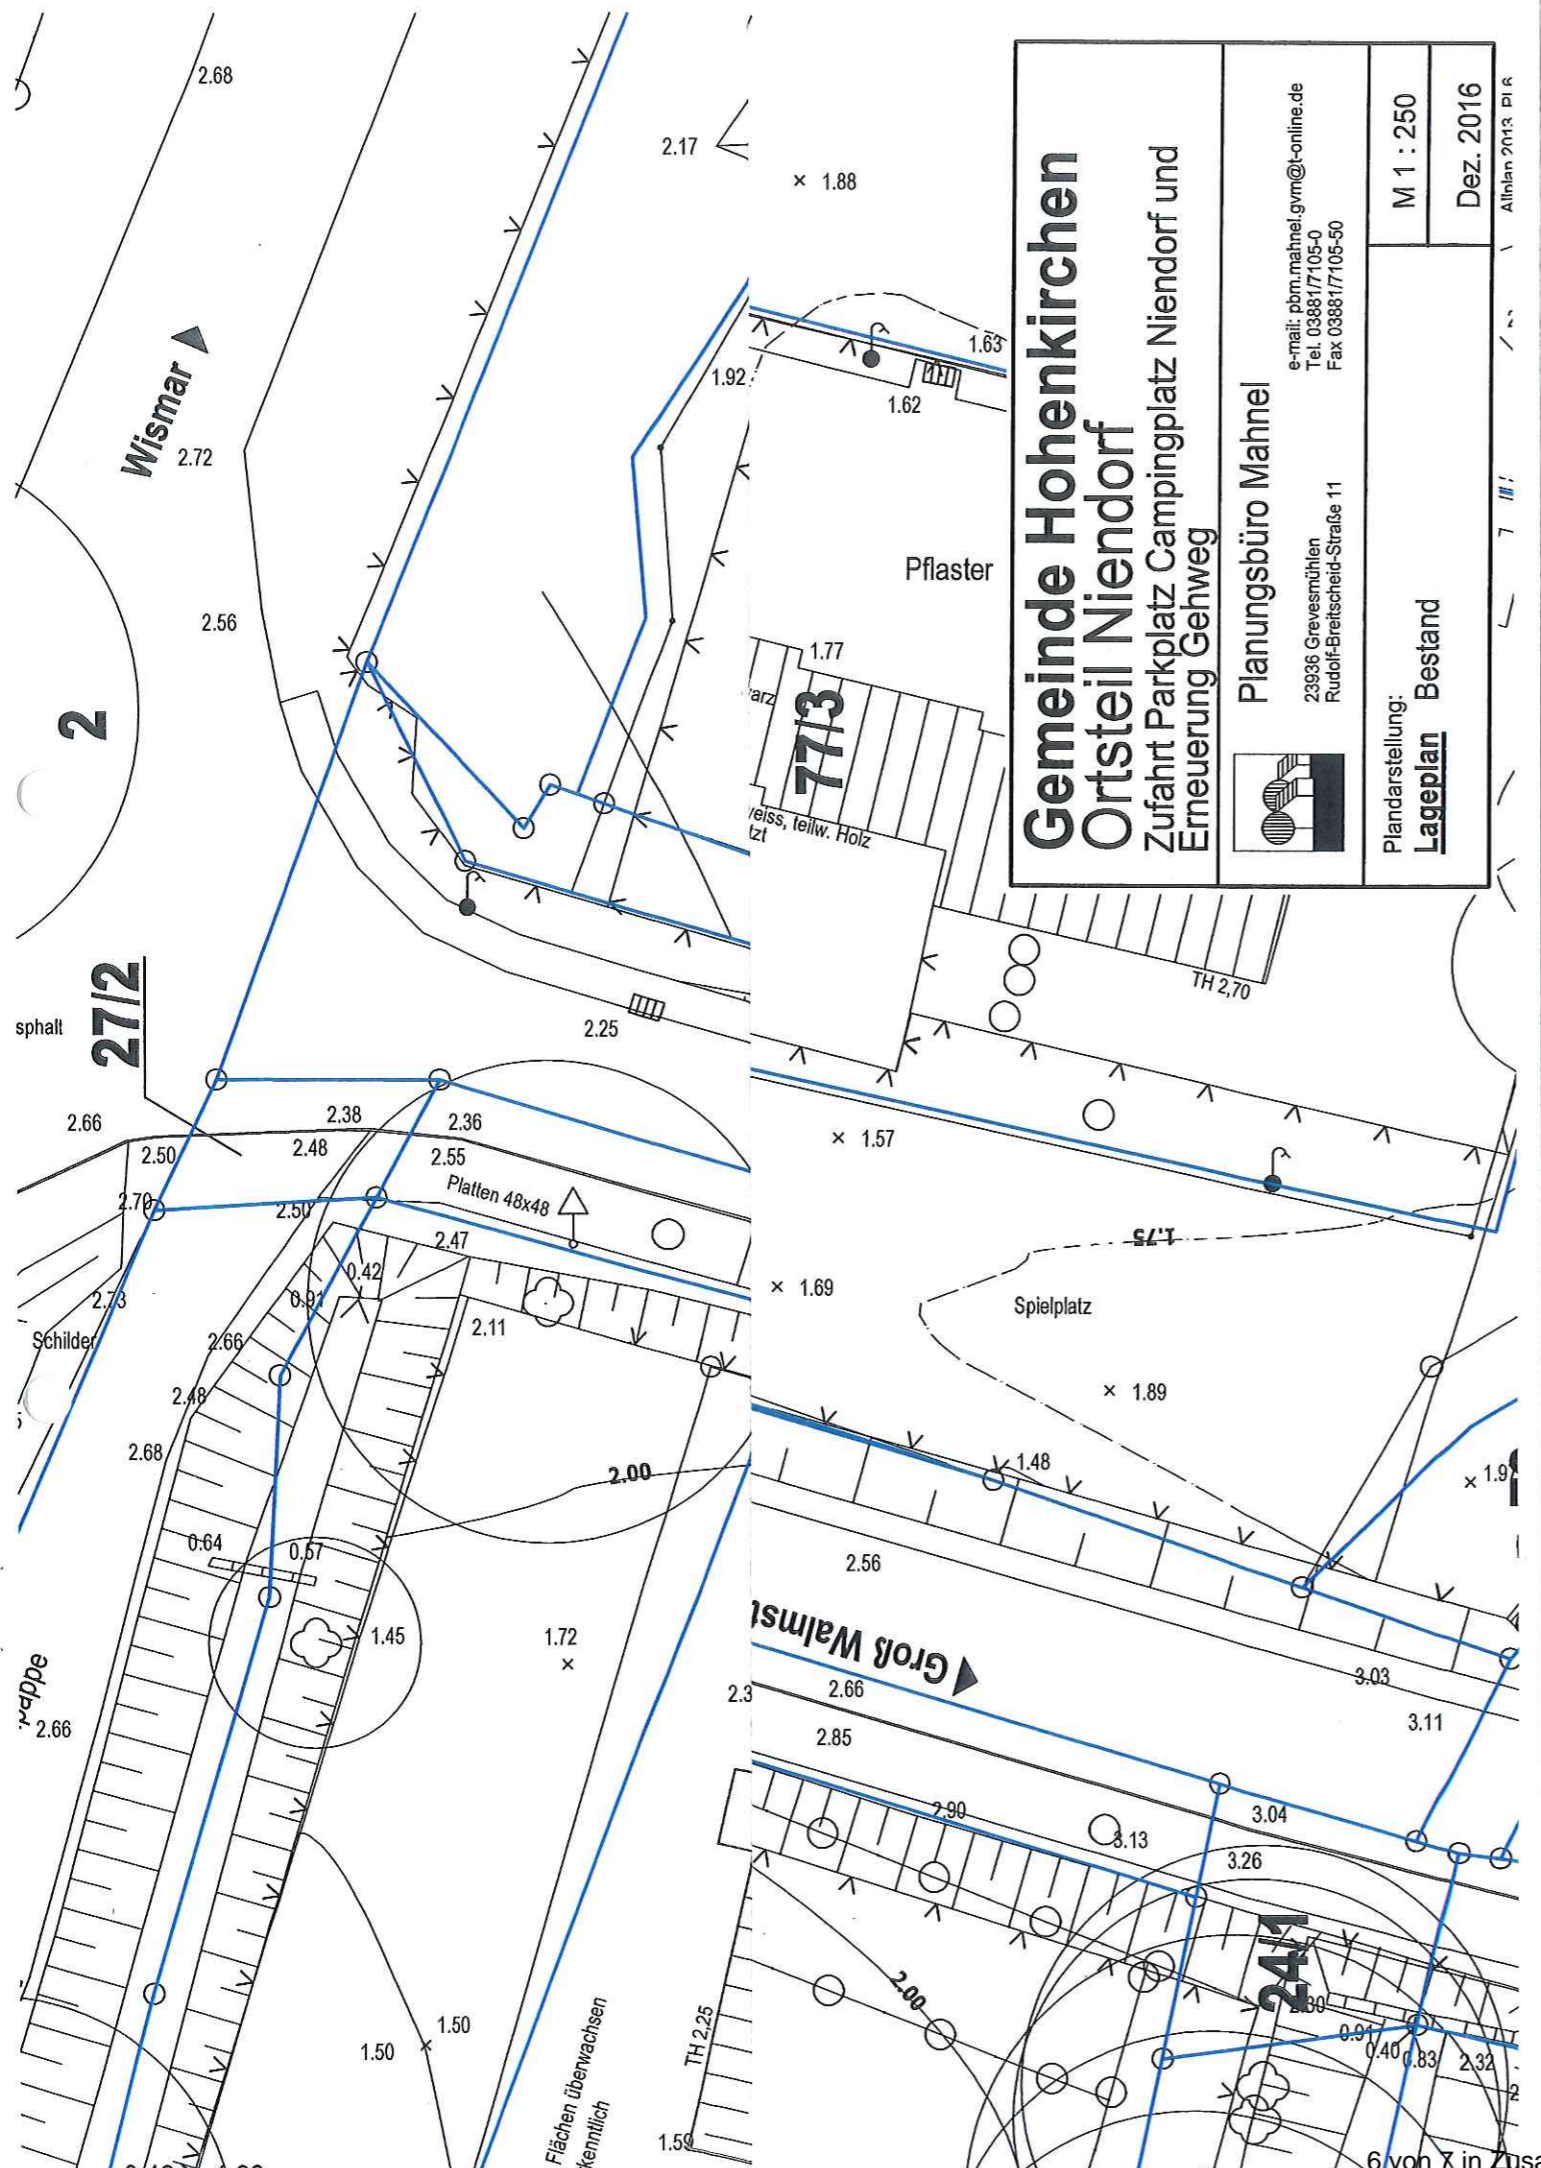 Gemeinde Hohenkirchen
Ortsteil Niendorf
Zufahrt Parkplatz Campingplatz Niendorf und
Erneuerung Gehweg
Planungsbüro Mahnel
23936 Grevesmühlen
Rudolf-Breitscheid-Straße 11
e-mail: pbm.mahnel.gvm@t-online.de
Tel. 03881/7105-0
Fax 03881/7105-50
Plandarstellung:
Lageplan Bestand
M 1 : 250
Dez. 2016
2.68
Wismar
2.72
2.56
2
2.17
1.88
1.92
1.63
1.62
Pflaster
1.77
77/3
teilw. Holz
27/2
2.25
TH 2,70
2.66
2.38
2.36
2.50
2.48
2.55
1.57
2.70
2.50
Platten 48x48
2.47
1.75
0.42
0.91
1.69
Spielplatz
2.73
2.11
Schilder
2.66
2.48
1.89
2.68
2.00
1.48
0.64
0.57
2.56
1.45
1.72
Groß
2.66
2.66
3.03
3.11
2.85
2.90
3.13
3.04
3.26
24/1
2.00
1.50
1.50
TH 2,25
0.91
0.40
0.83
2.32
Flächen überwachsen
6 von 7 in